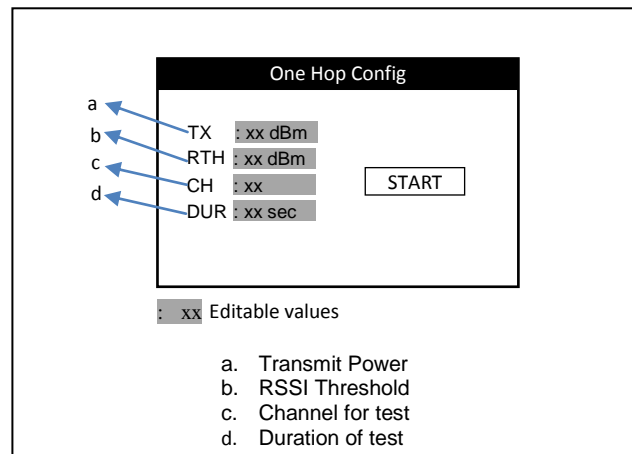 One Hop Config
a
TX : xx dBm
b
RTH : xx dBm
c
CH : xx
START
d
DUR : xx sec
: xx Editable values
a. Transmit Power
b. RSSI Threshold
c. Channel for test
d. Duration of test